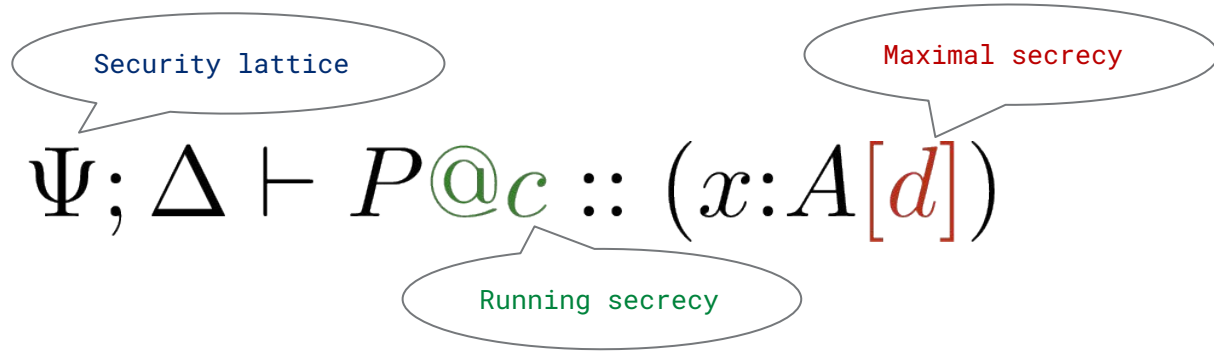 Security lattice
Maximal secrecy
Ψ; Δ ⊢ P@c :: (x:A[d])
Running secrecy